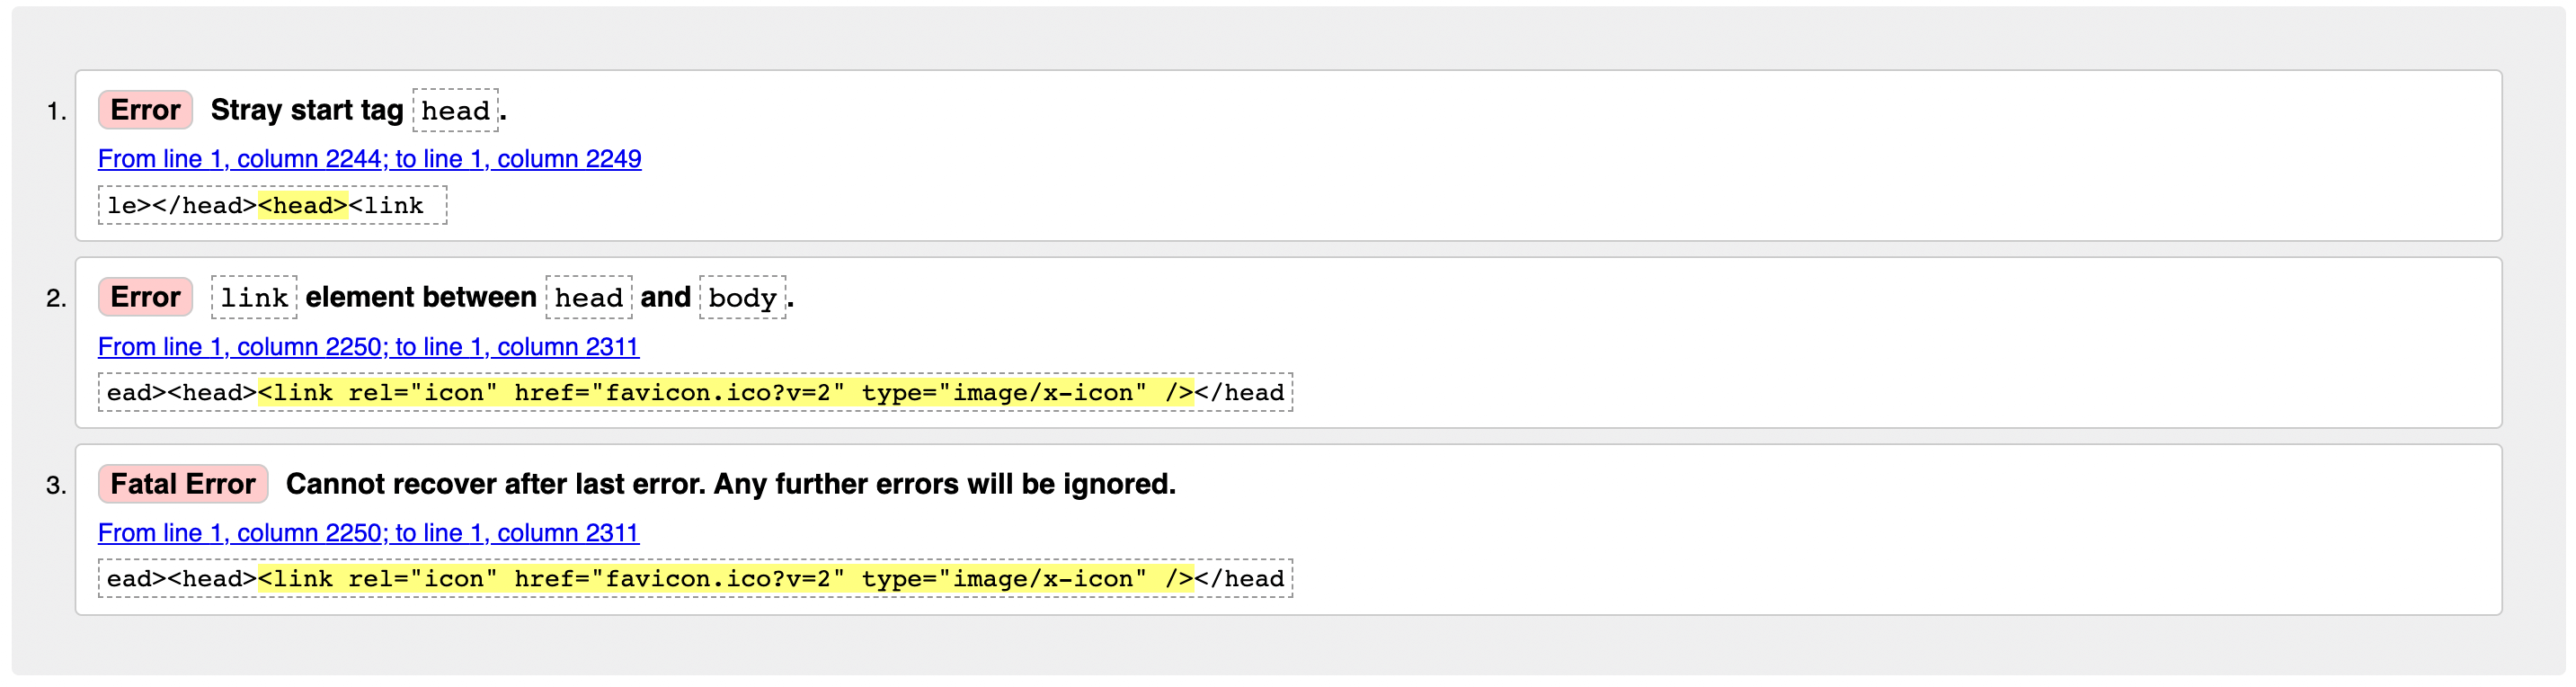 1. Error Stray start tag head.
From line 1, column 2244; to line 1, column 2249
le></head><head><link
2. Error link element between head and body.
From line 1, column 2250; to line 1, column 2311
ead><head><link rel="icon" href="favicon.ico?v=2" type="image/x-icon" /></head
3. Fatal Error Cannot recover after last error. Any further errors will be ignored.
From line 1, column 2250; to line 1, column 2311
ead><head><link rel="icon" href="favicon.ico?v=2" type="image/x-icon" /></head